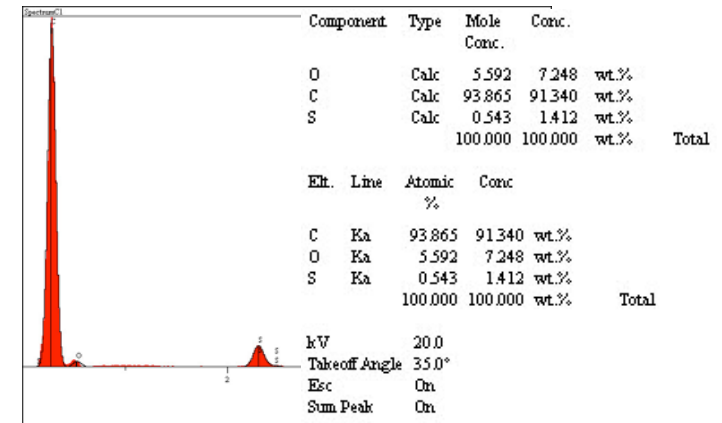 SpectrumC1
Component Type Mole Conc. Conc.
O Calc 5.592 7.248 wt.%
C Calc 93.865 91.340 wt.%
S Calc 0.543 1.412 wt.%
100.000 100.000 wt.% Total
Elt. Line Atomic % Conc
C Ka 93.865 91.340 wt.%
O Ka 5.592 7.248 wt.%
S Ka 0.543 1.412 wt.%
100.000 100.000 wt.% Total
kV 20.0
Takeoff Angle 35.0°
Esc On
Sum Peak On
O
S
S
S
1
2